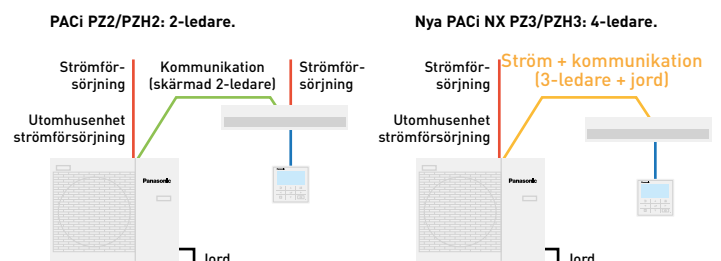 PACi PZ2/PZH2: 2-ledare.
Strömför-
sörjning
Kommunikation
(skärmad 2-ledare)
Strömför-
sörjning
Utomhusenhet
strömförsörjning
Panasonic
Jord
Nya PACi NX PZ3/PZH3: 4-ledare.
Strömför-
sörjning
Ström + kommunikation
(3-ledare + jord)
Utomhusenhet
strömförsörjning
Panasonic
Jord